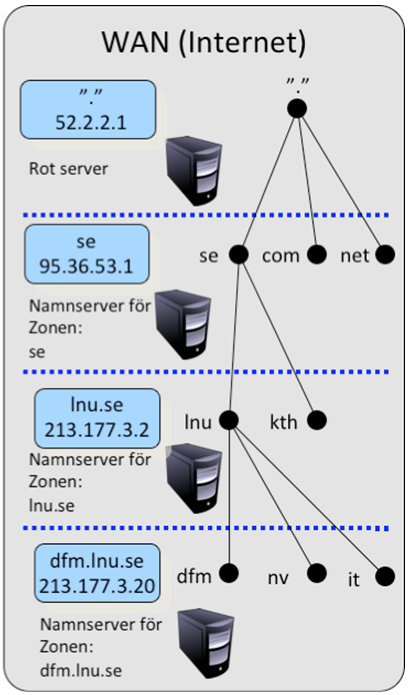 WAN (Internet)
”.”
52.2.2.1
”.”
Rot server
se
95.36.53.1
se
com
net
Namnserver för
Zonen:
se
lnu.se
213.177.3.2
lnu
kth
Namnserver för
Zonen:
lnu.se
dfm.lnu.se
213.177.3.20
dfm
nv
it
Namnserver för
Zonen:
dfm.lnu.se